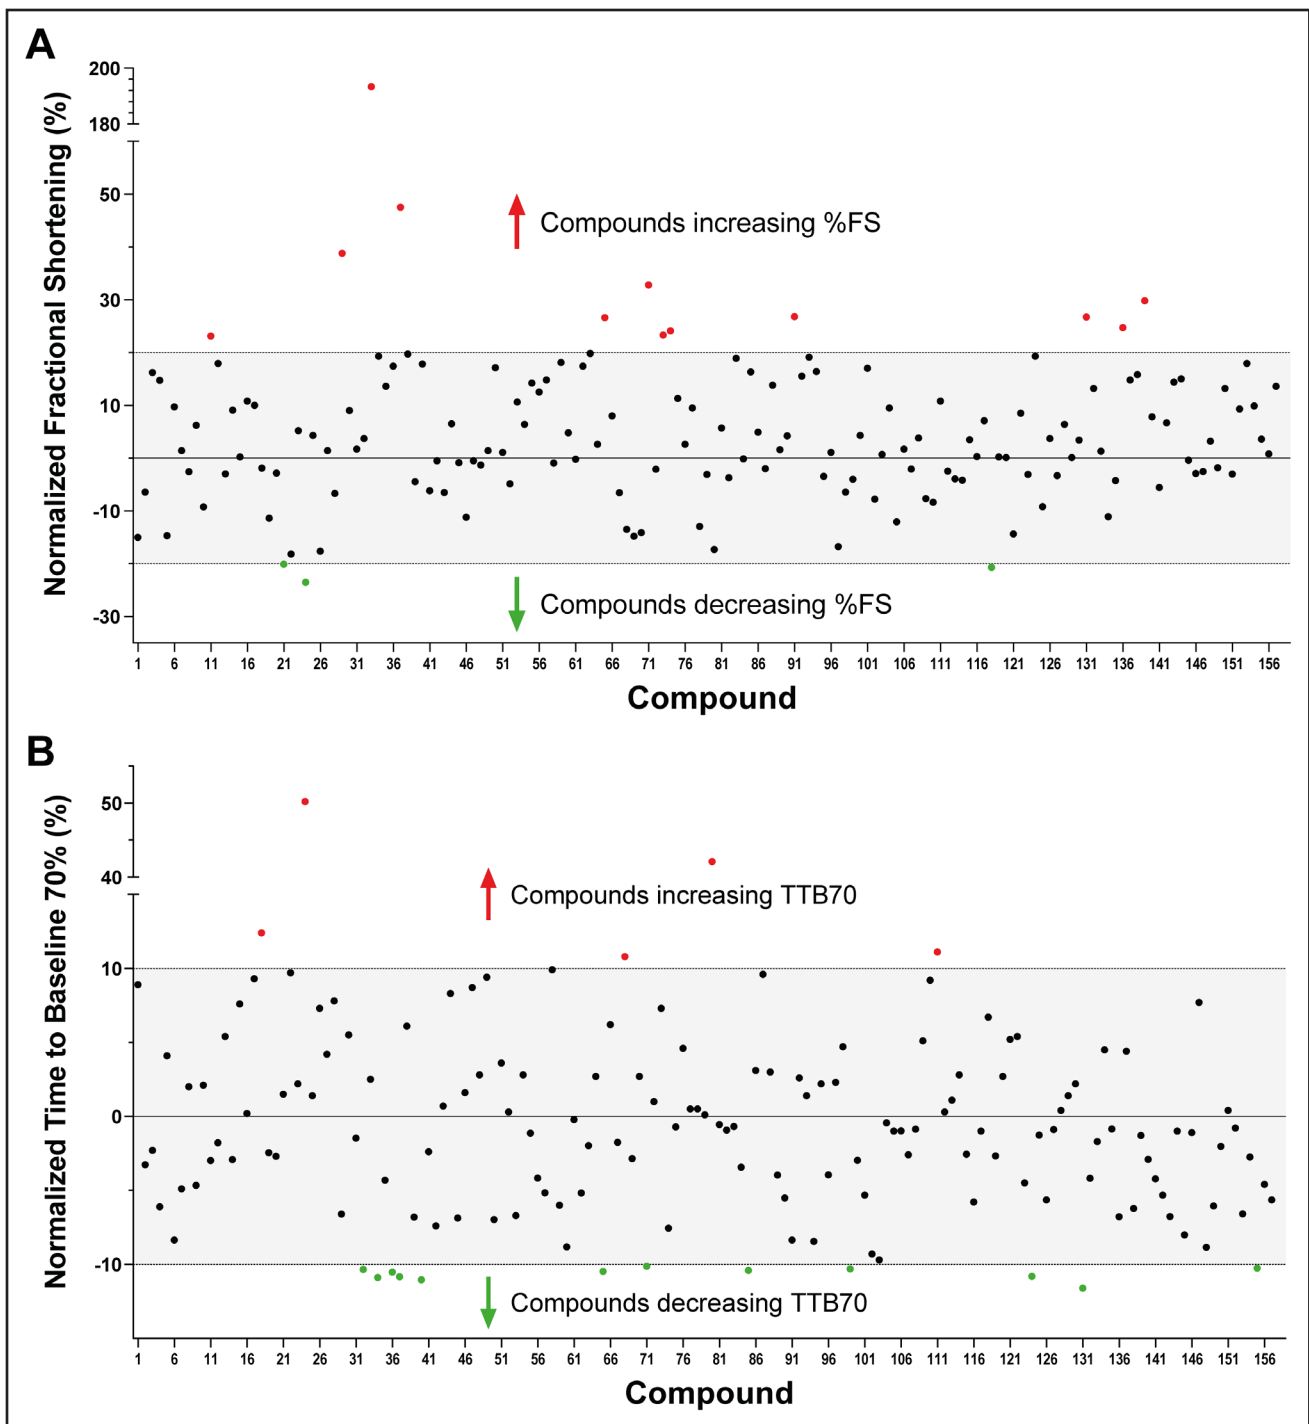 A
Normalized Fractional Shortening (%)
200
180
50
30
10
-10
-30
Compounds increasing %FS
Compounds decreasing %FS
1 6 11 16 21 26 31 36 41 46 51 56 61 66 71 76 81 86 91 96 101 106 111 116 121 126 131 136 141 146 151 156
Compound
B
Normalized Time to Baseline 70% (%)
50
40
10
0
-10
Compounds increasing TTB70
Compounds decreasing TTB70
1 6 11 16 21 26 31 36 41 46 51 56 61 66 71 76 81 86 91 96 101 106 111 116 121 126 131 136 141 146 151 156
Compound